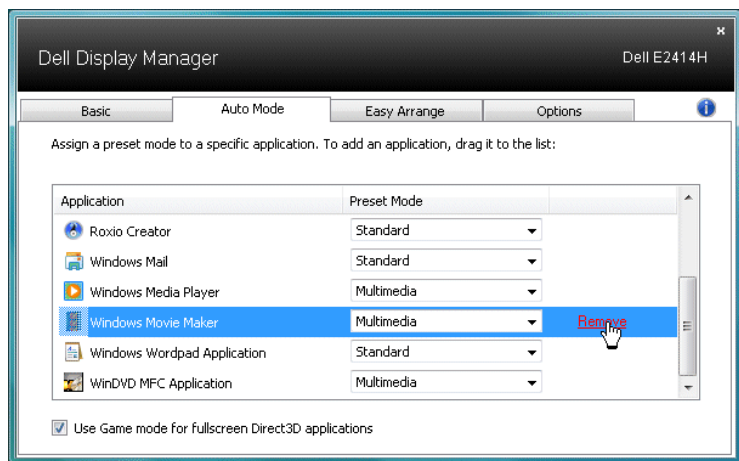 x
Dell Display Manager Dell E2414H
Basic Auto Mode Easy Arrange Options i
Assign a preset mode to a specific application. To add an application, drag it to the list:
Application Preset Mode
Roxio Creator Standard
Windows Mail Standard
Windows Media Player Multimedia
Windows Movie Maker Multimedia Remove
Windows Wordpad Application Standard
WinDVD MFC Application Multimedia
Use Game mode for fullscreen Direct3D applications